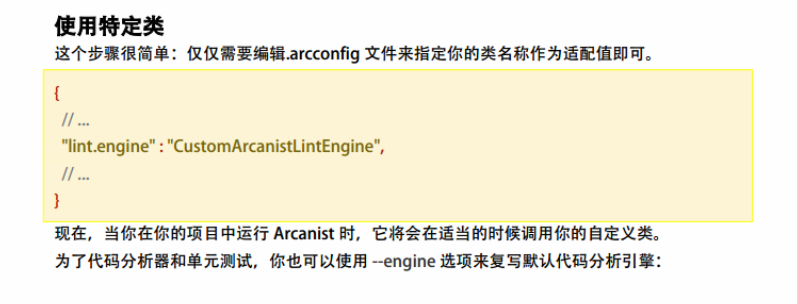 使用特定类
这个步骤很简单：仅仅需要编辑.arcconfig 文件来指定你的类名称作为适配值即可。
{
// ...
"lint.engine" : "CustomArcanistLintEngine",
// ...
}
现在，当你在你的项目中运行 Arcanist 时，它将会在适当的时候调用你的自定义类。
为了代码分析器和单元测试，你也可以使用 --engine 选项来复写默认代码分析引擎：